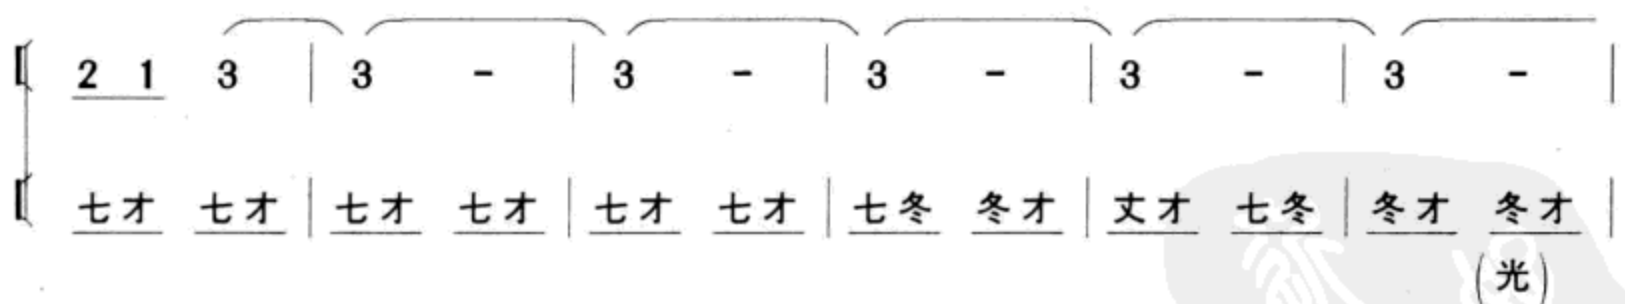 2 1 3 | 3 - | 3 - | 3 - | 3 - | 3 - |
七才 七才 | 七才 七才 | 七才 七才 | 七冬 冬才 | 丈才 七冬 | 冬才 冬才 |
(光)